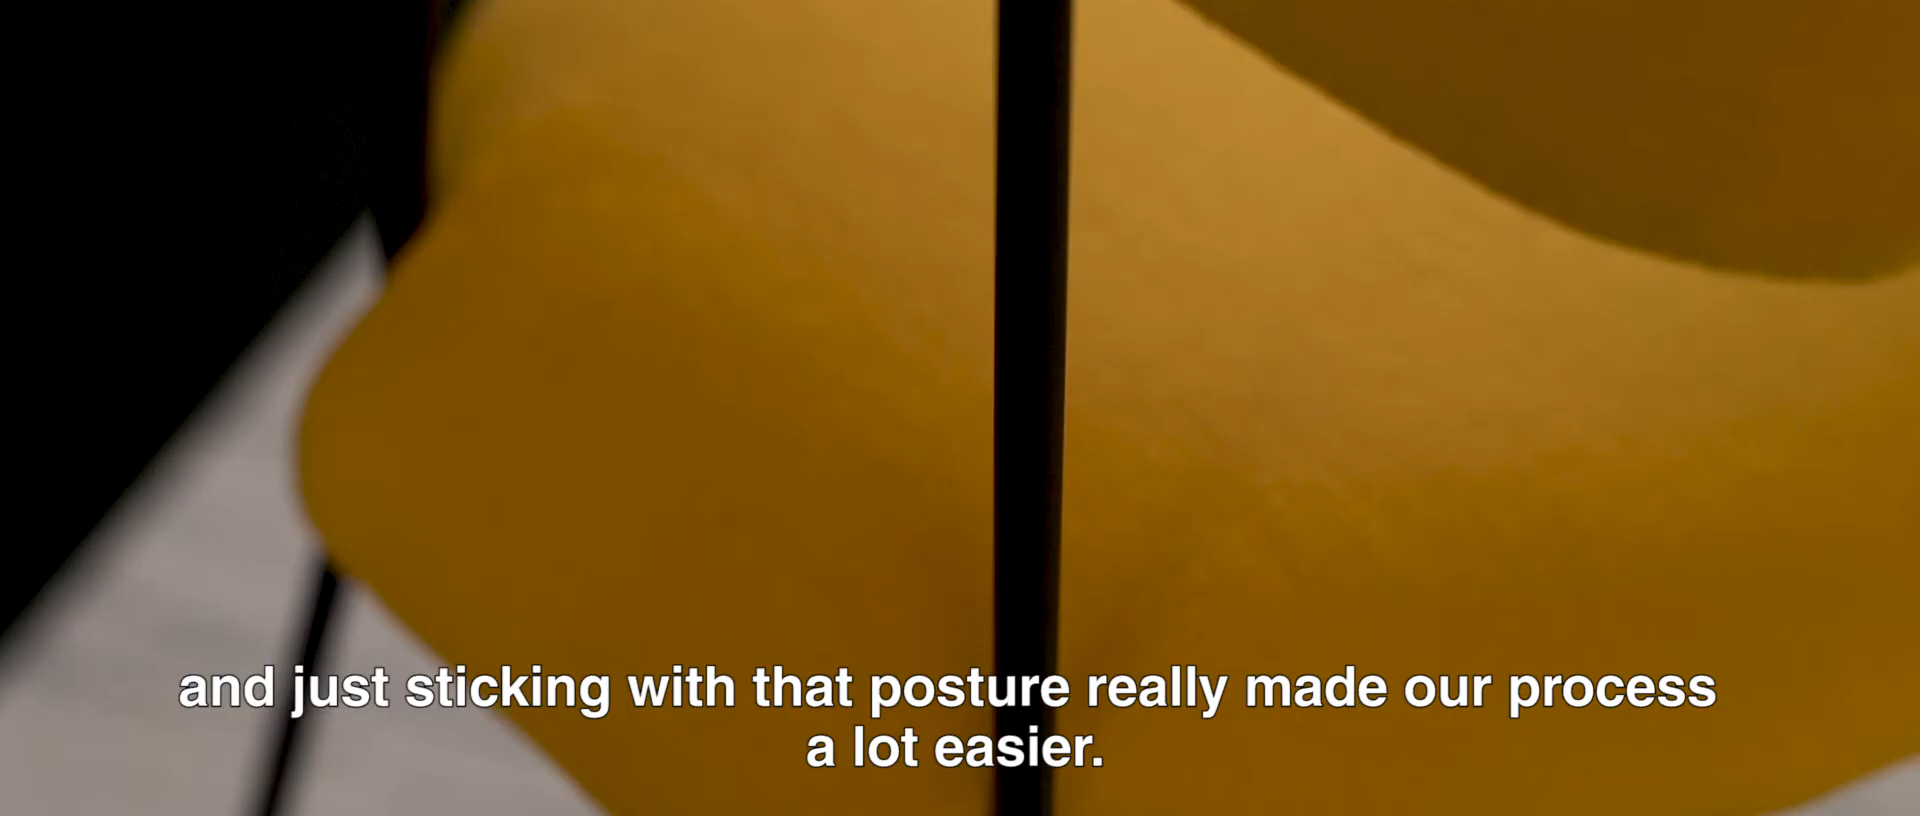 and just sticking with that posture really made our process
a lot easier.